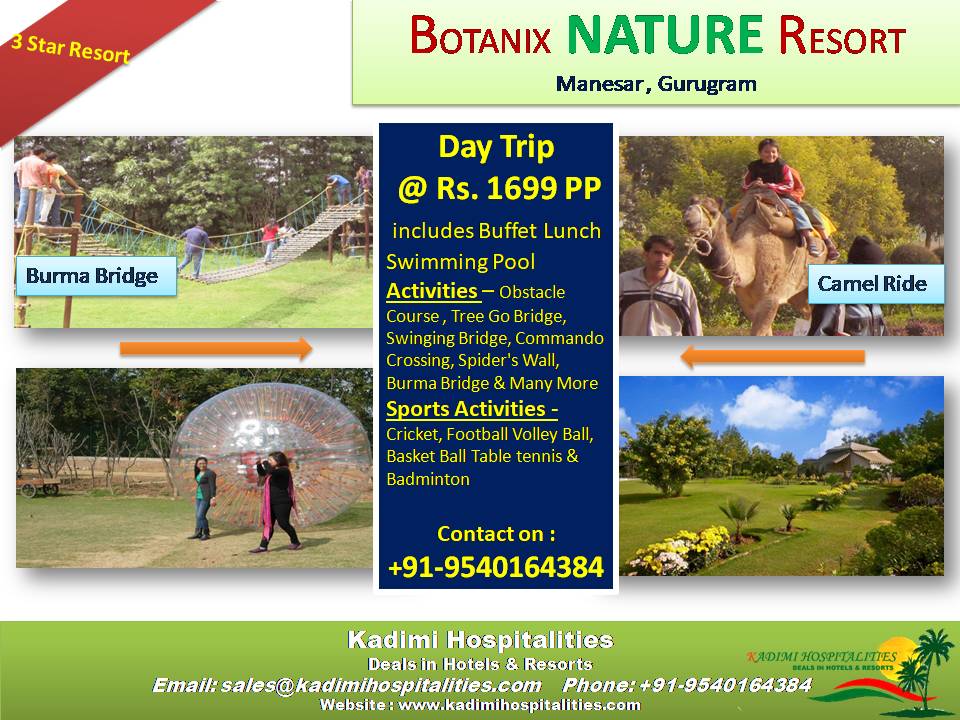 3 Star Resort
BOTANIX NATURE RESORT
Manesar , Gurugram
Day Trip
@ Rs. 1699 PP
includes Buffet Lunch
Swimming Pool
Activities – Obstacle
Course , Tree Go Bridge,
Swinging Bridge, Commando
Crossing, Spider's Wall,
Burma Bridge & Many More
Sports Activities -
Cricket, Football Volley Ball,
Basket Ball Table tennis &
Badminton
Contact on :
+91-9540164384
Burma Bridge
Camel Ride
Kadimi Hospitalities
Deals in Hotels & Resorts
Email: sales@kadimihospitalities.com Phone: +91-9540164384
Website : www.kadimihospitalities.com
KADIMI HOSPITALITIES
DEALS IN HOTELS & RESORTS